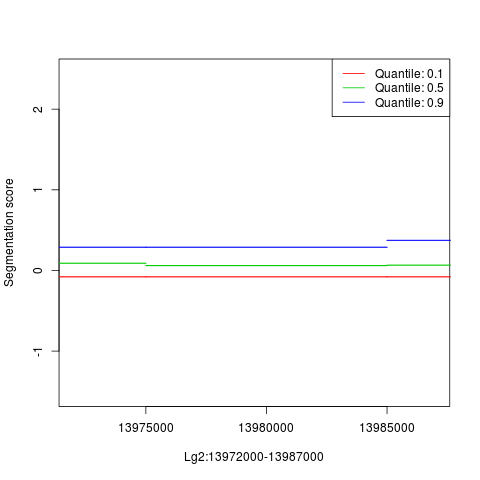 Quantile: 0.1
Quantile: 0.5
Quantile: 0.9
Segmentation score
2
1
0
-1
13975000 13980000 13985000
Lg2:13972000-13987000